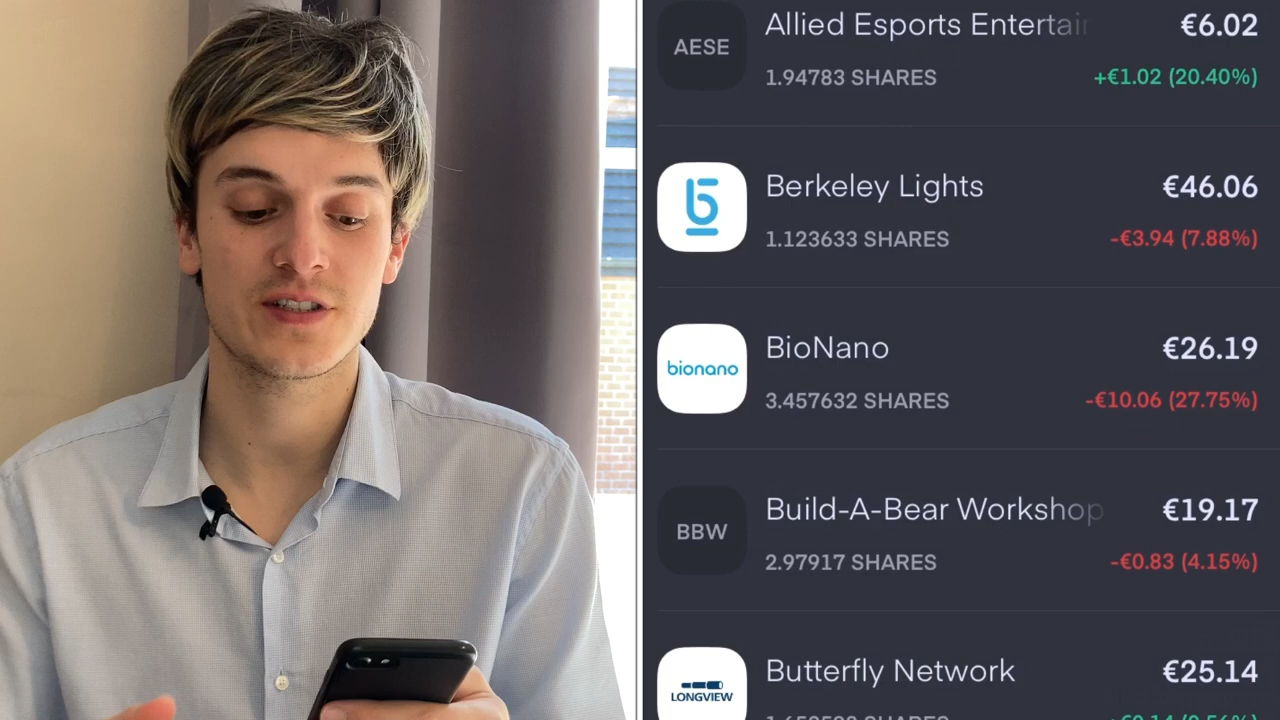 AESE
Allied Esports Entertain
€6.02
1.94783 SHARES
+€1.02 (20.40%)
Berkeley Lights
€46.06
1.123633 SHARES
-€3.94 (7.88%)
bionano
BioNano
€26.19
3.457632 SHARES
-€10.06 (27.75%)
BBW
Build-A-Bear Workshop
€19.17
2.97917 SHARES
-€0.83 (4.15%)
LONGVIEW
Butterfly Network
€25.14